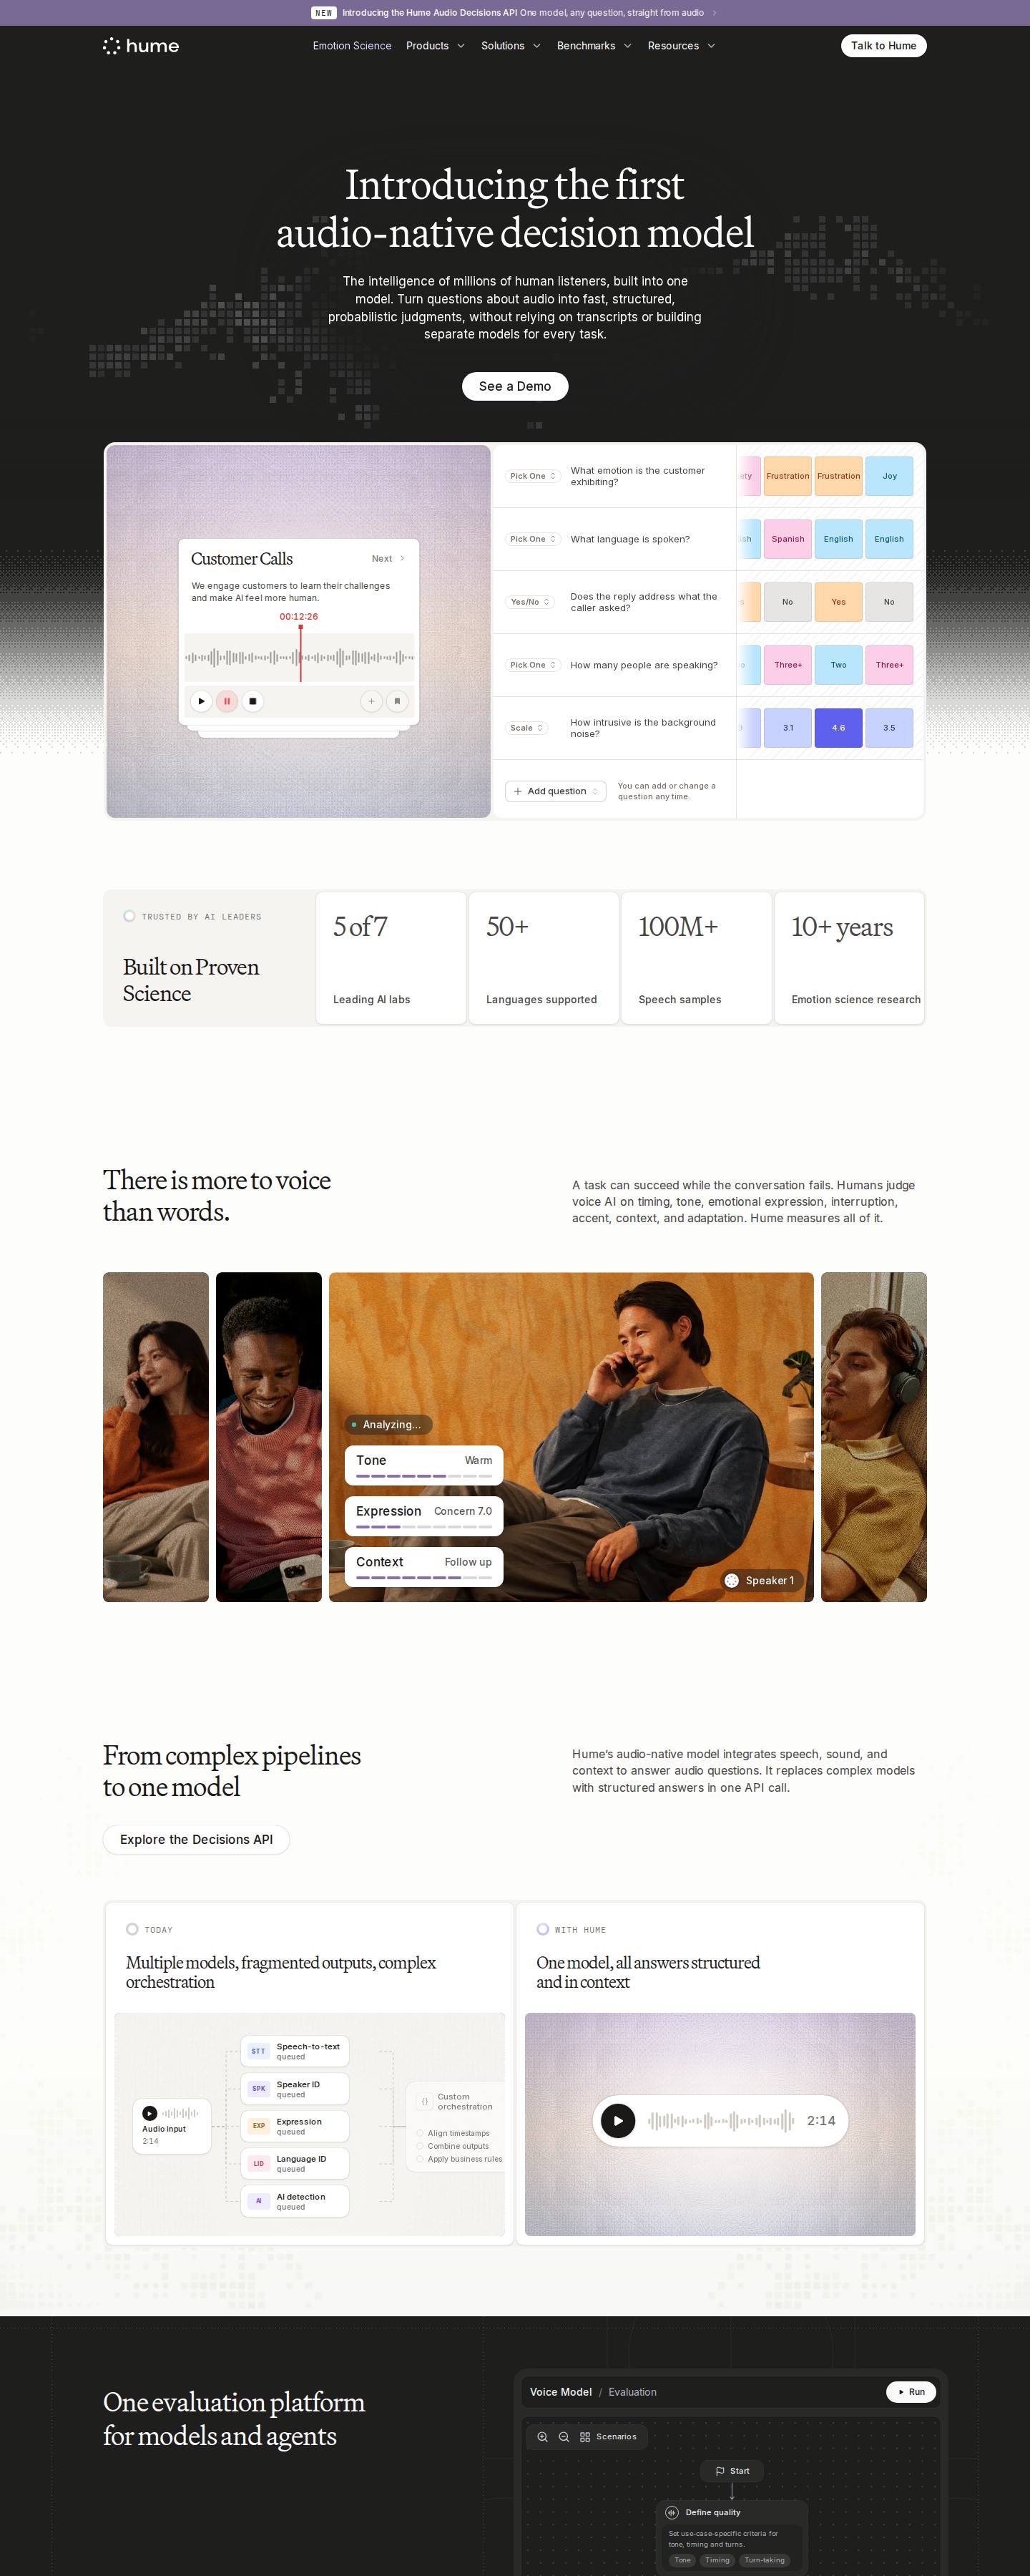 NEW Introducing the Hume Audio Decisions API One model, any question, straight from audio
hume
Emotion Science Products Solutions Benchmarks Resources
Talk to Hume
Introducing the first
audio-native decision model
The intelligence of millions of human listeners, built into one
model. Turn questions about audio into fast, structured,
probabilistic judgments, without relying on transcripts or building
separate models for every task.
See a Demo
Customer Calls
Next
We engage customers to learn their challenges
and make AI feel more human.
00:12:26
Pick One
What emotion is the customer
exhibiting?
ety Frustration Frustration Joy
Pick One
What language is spoken?
ish Spanish English English
Yes/No
Does the reply address what the
caller asked?
s No Yes No
Pick One
How many people are speaking?
o Three+ Two Three+
Scale
How intrusive is the background
noise?
3.1 4.6 3.5
Add question
You can add or change a
question any time.
TRUSTED BY AI LEADERS
Built on Proven
Science
5 of 7
Leading AI labs
50+
Languages supported
100M+
Speech samples
10+ years
Emotion science research
There is more to voice
than words.
A task can succeed while the conversation fails. Humans judge
voice AI on timing, tone, emotional expression, interruption,
accent, context, and adaptation. Hume measures all of it.
Analyzing...
Tone Warm
Expression Concern 7.0
Context Follow up
Speaker 1
From complex pipelines
to one model
Hume's audio-native model integrates speech, sound, and
context to answer audio questions. It replaces complex models
with structured answers in one API call.
Explore the Decisions API
TODAY
Multiple models, fragmented outputs, complex
orchestration
Audio input
2:14
STT Speech-to-text
queued
SPK Speaker ID
queued
EXP Expression
queued
LID Language ID
queued
AI AI detection
queued
{} Custom
orchestration
Align timestamps
Combine outputs
Apply business rules
WITH HUME
One model, all answers structured
and in context
2:14
One evaluation platform
for models and agents
Voice Model / Evaluation
Run
Scenarios
Start
Define quality
Set use-case-specific criteria for
tone, timing and turns.
Tone Timing Turn-taking